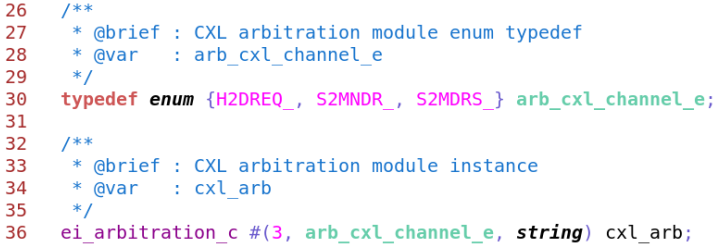 26   /**
27    * @brief : CXL arbitration module enum typedef
28    * @var   : arb_cxl_channel_e
29    */
30   typedef enum {H2DREQ_, S2MNDR_, S2MDRS_} arb_cxl_channel_e;
31
32   /**
33    * @brief : CXL arbitration module instance
34    * @var   : cxl_arb
35    */
36   ei_arbitration_c #(3, arb_cxl_channel_e, string) cxl_arb;